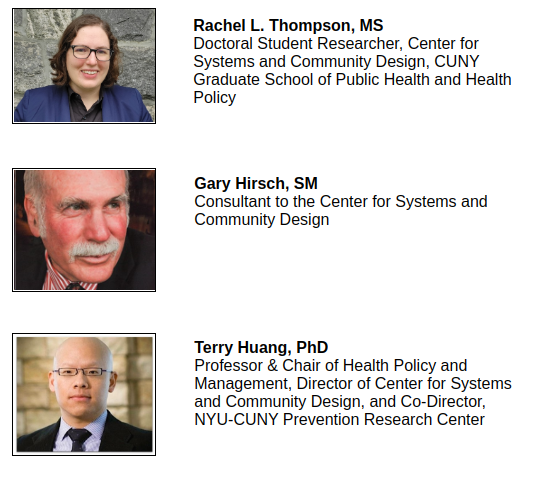 Rachel L. Thompson, MS
Doctoral Student Researcher, Center for
Systems and Community Design, CUNY
Graduate School of Public Health and Health
Policy
Gary Hirsch, SM
Consultant to the Center for Systems and
Community Design
Terry Huang, PhD
Professor & Chair of Health Policy and
Management, Director of Center for Systems
and Community Design, and Co-Director,
NYU-CUNY Prevention Research Center